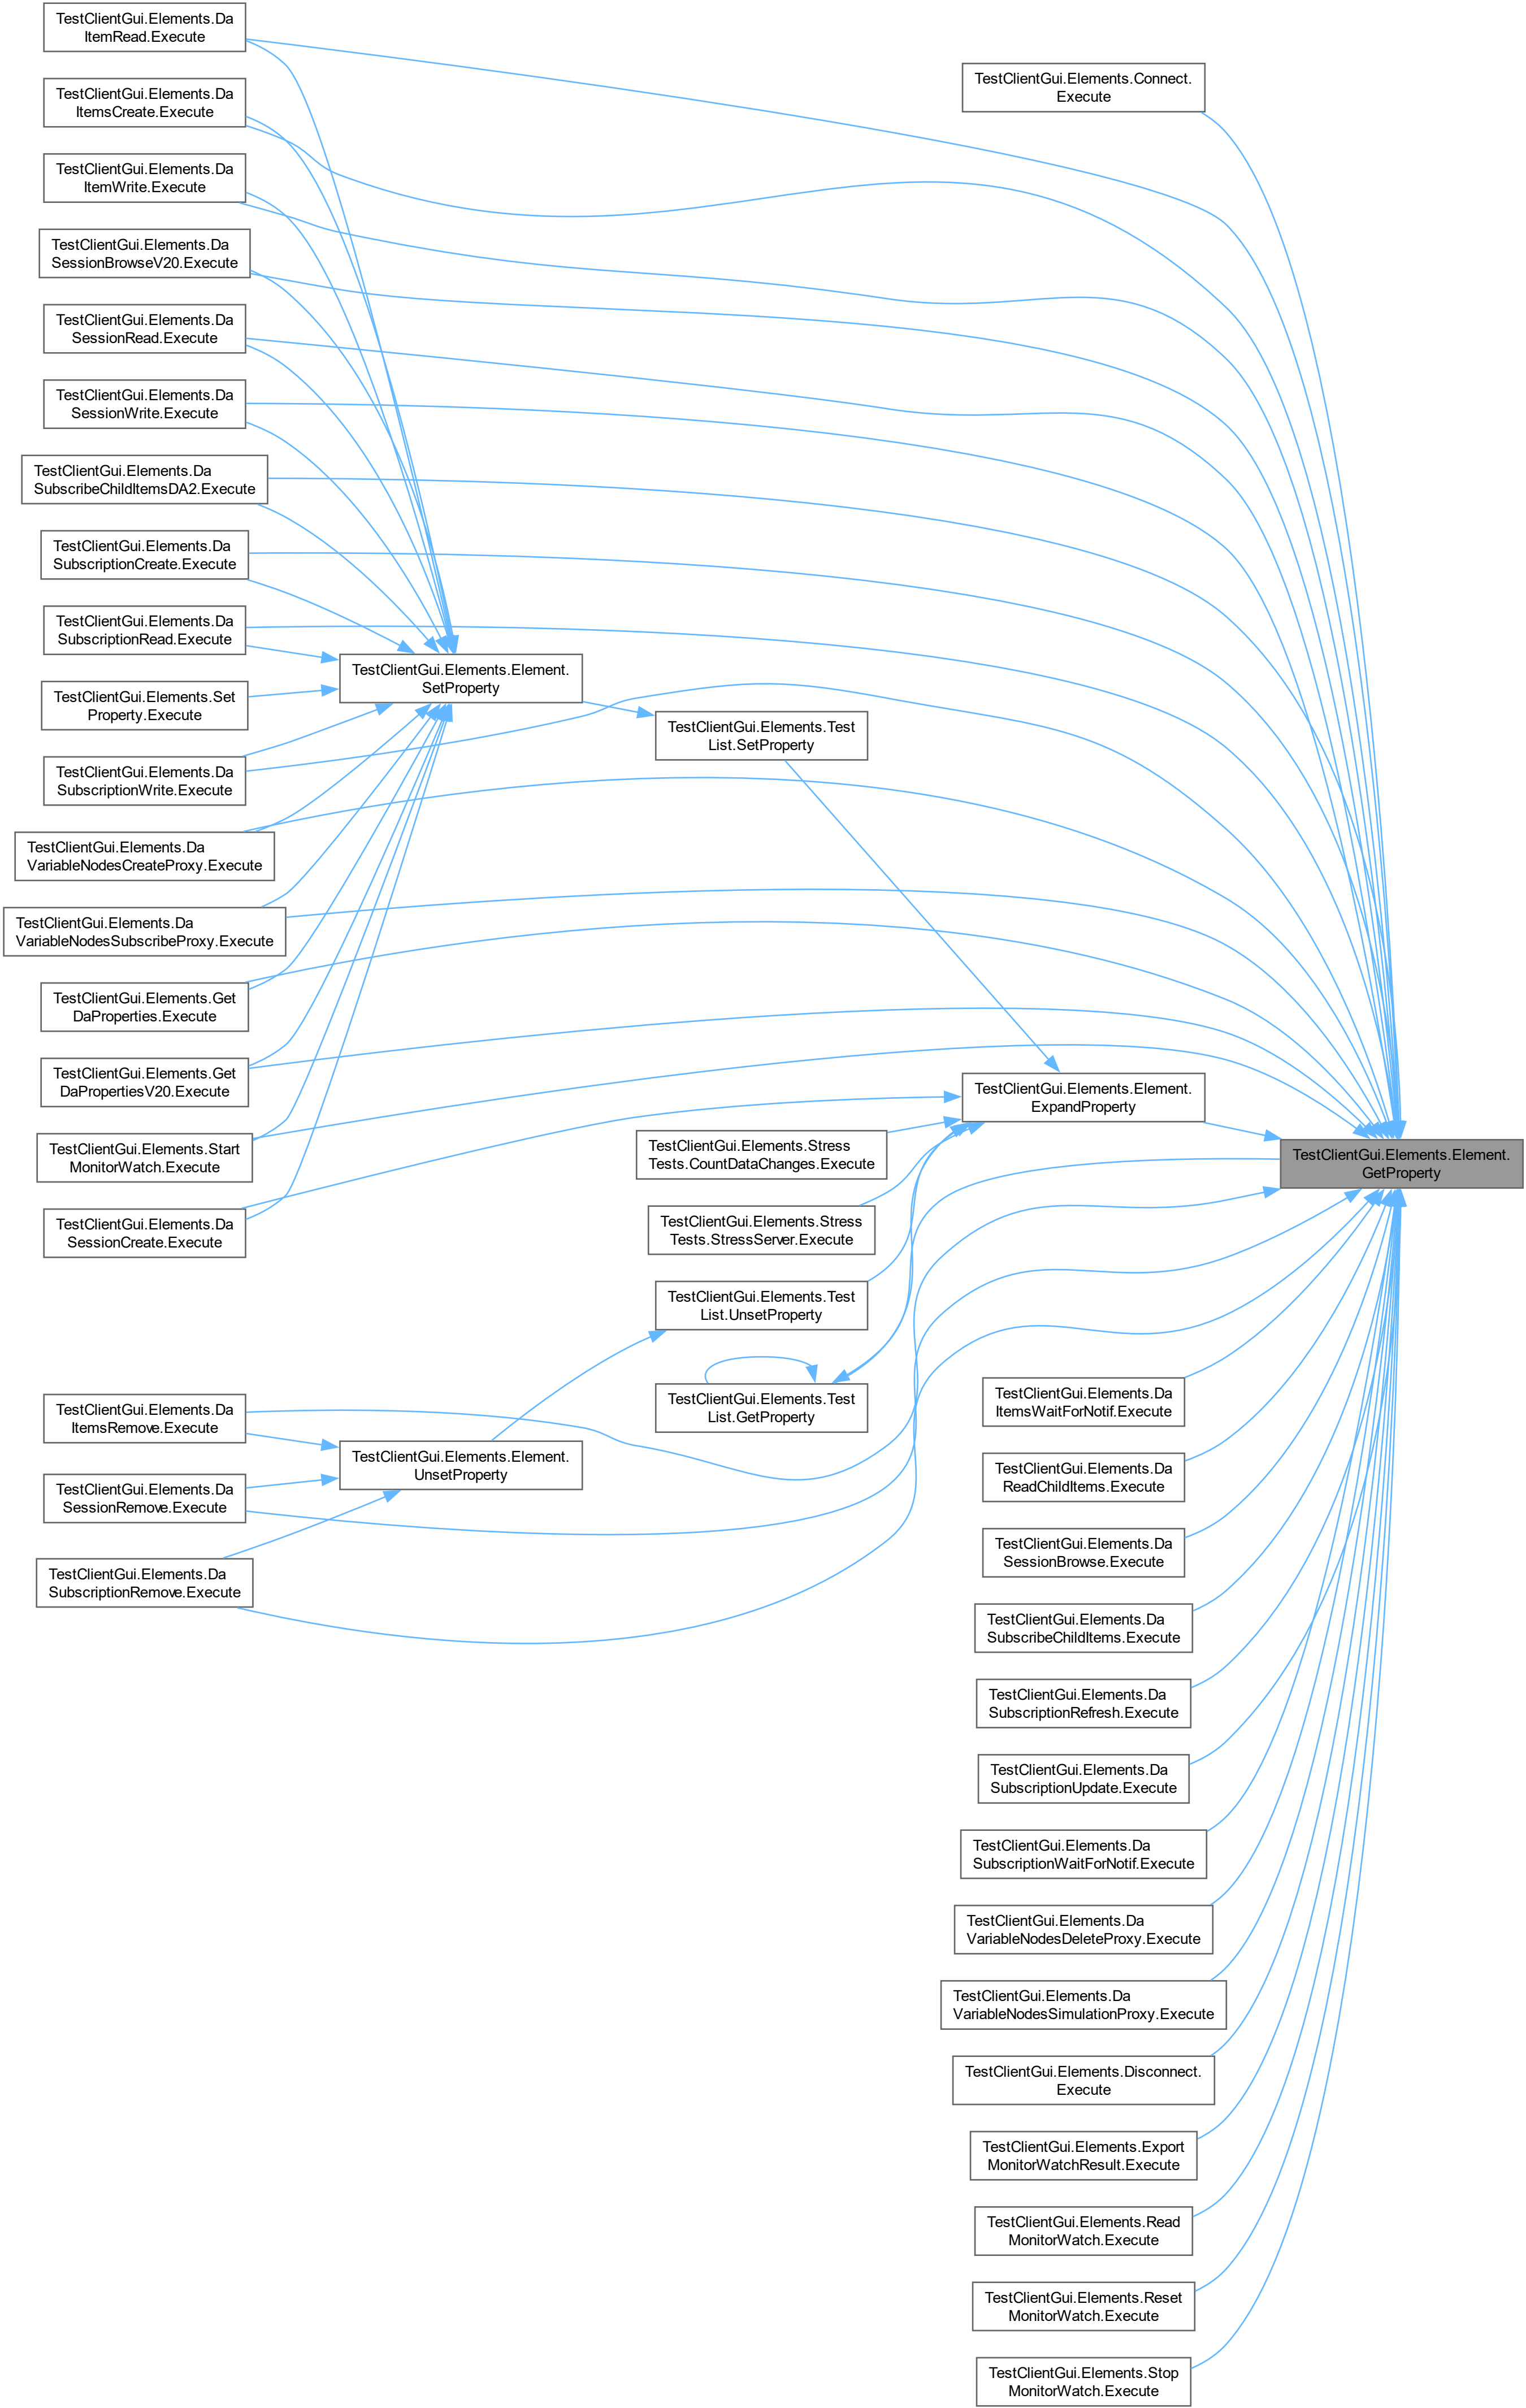 TestClientGui.Elements.Da
ItemRead.Execute
TestClientGui.Elements.Da
ItemsCreate.Execute
TestClientGui.Elements.Da
ItemWrite.Execute
TestClientGui.Elements.Da
SessionBrowseV20.Execute
TestClientGui.Elements.Da
SessionRead.Execute
TestClientGui.Elements.Da
SessionWrite.Execute
TestClientGui.Elements.Da
SubscribeChildItemsDA2.Execute
TestClientGui.Elements.Da
SubscriptionCreate.Execute
TestClientGui.Elements.Da
SubscriptionRead.Execute
TestClientGui.Elements.Set
Property.Execute
TestClientGui.Elements.Da
SubscriptionWrite.Execute
TestClientGui.Elements.Da
VariableNodesCreateProxy.Execute
TestClientGui.Elements.Da
VariableNodesSubscribeProxy.Execute
TestClientGui.Elements.Get
DaProperties.Execute
TestClientGui.Elements.Get
DaPropertiesV20.Execute
TestClientGui.Elements.Start
MonitorWatch.Execute
TestClientGui.Elements.Da
SessionCreate.Execute
TestClientGui.Elements.Da
ItemsRemove.Execute
TestClientGui.Elements.Da
SessionRemove.Execute
TestClientGui.Elements.Da
SubscriptionRemove.Execute
TestClientGui.Elements.Element.
SetProperty
TestClientGui.Elements.Element.
UnsetProperty
TestClientGui.Elements.Test
List.SetProperty
TestClientGui.Elements.Stress
Tests.CountDataChanges.Execute
TestClientGui.Elements.Stress
Tests.StressServer.Execute
TestClientGui.Elements.Test
List.UnsetProperty
TestClientGui.Elements.Test
List.GetProperty
TestClientGui.Elements.Connect.
Execute
TestClientGui.Elements.Element.
ExpandProperty
TestClientGui.Elements.Da
ItemsWaitForNotif.Execute
TestClientGui.Elements.Da
ReadChildItems.Execute
TestClientGui.Elements.Da
SessionBrowse.Execute
TestClientGui.Elements.Da
SubscribeChildItems.Execute
TestClientGui.Elements.Da
SubscriptionRefresh.Execute
TestClientGui.Elements.Da
SubscriptionUpdate.Execute
TestClientGui.Elements.Da
SubscriptionWaitForNotif.Execute
TestClientGui.Elements.Da
VariableNodesDeleteProxy.Execute
TestClientGui.Elements.Da
VariableNodesSimulationProxy.Execute
TestClientGui.Elements.Disconnect.
Execute
TestClientGui.Elements.Export
MonitorWatchResult.Execute
TestClientGui.Elements.Read
MonitorWatch.Execute
TestClientGui.Elements.Reset
MonitorWatch.Execute
TestClientGui.Elements.Stop
MonitorWatch.Execute
TestClientGui.Elements.Element.
GetProperty